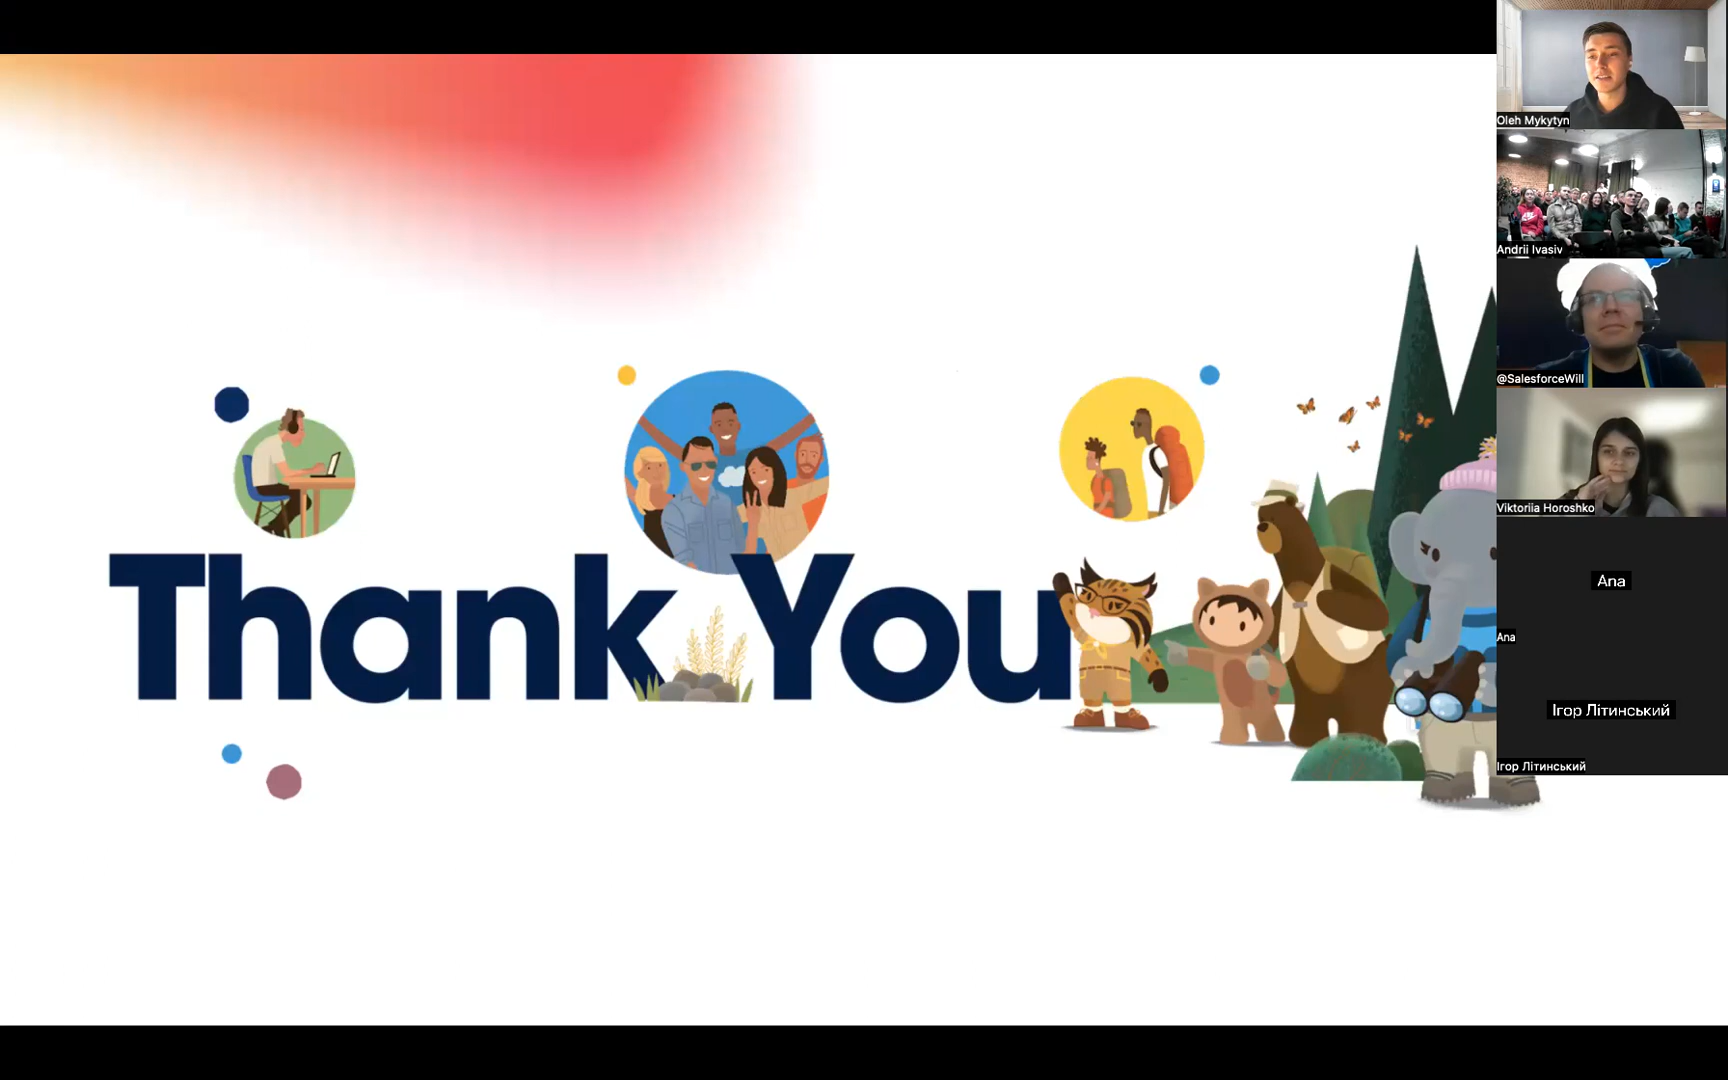 Thank You
Oleh Mykytyn
Andrii Ivasiv
@SalesforceWill
Viktoriia Horoshko
Ana
Ana
Ігор Літинський
Ігор Літинський